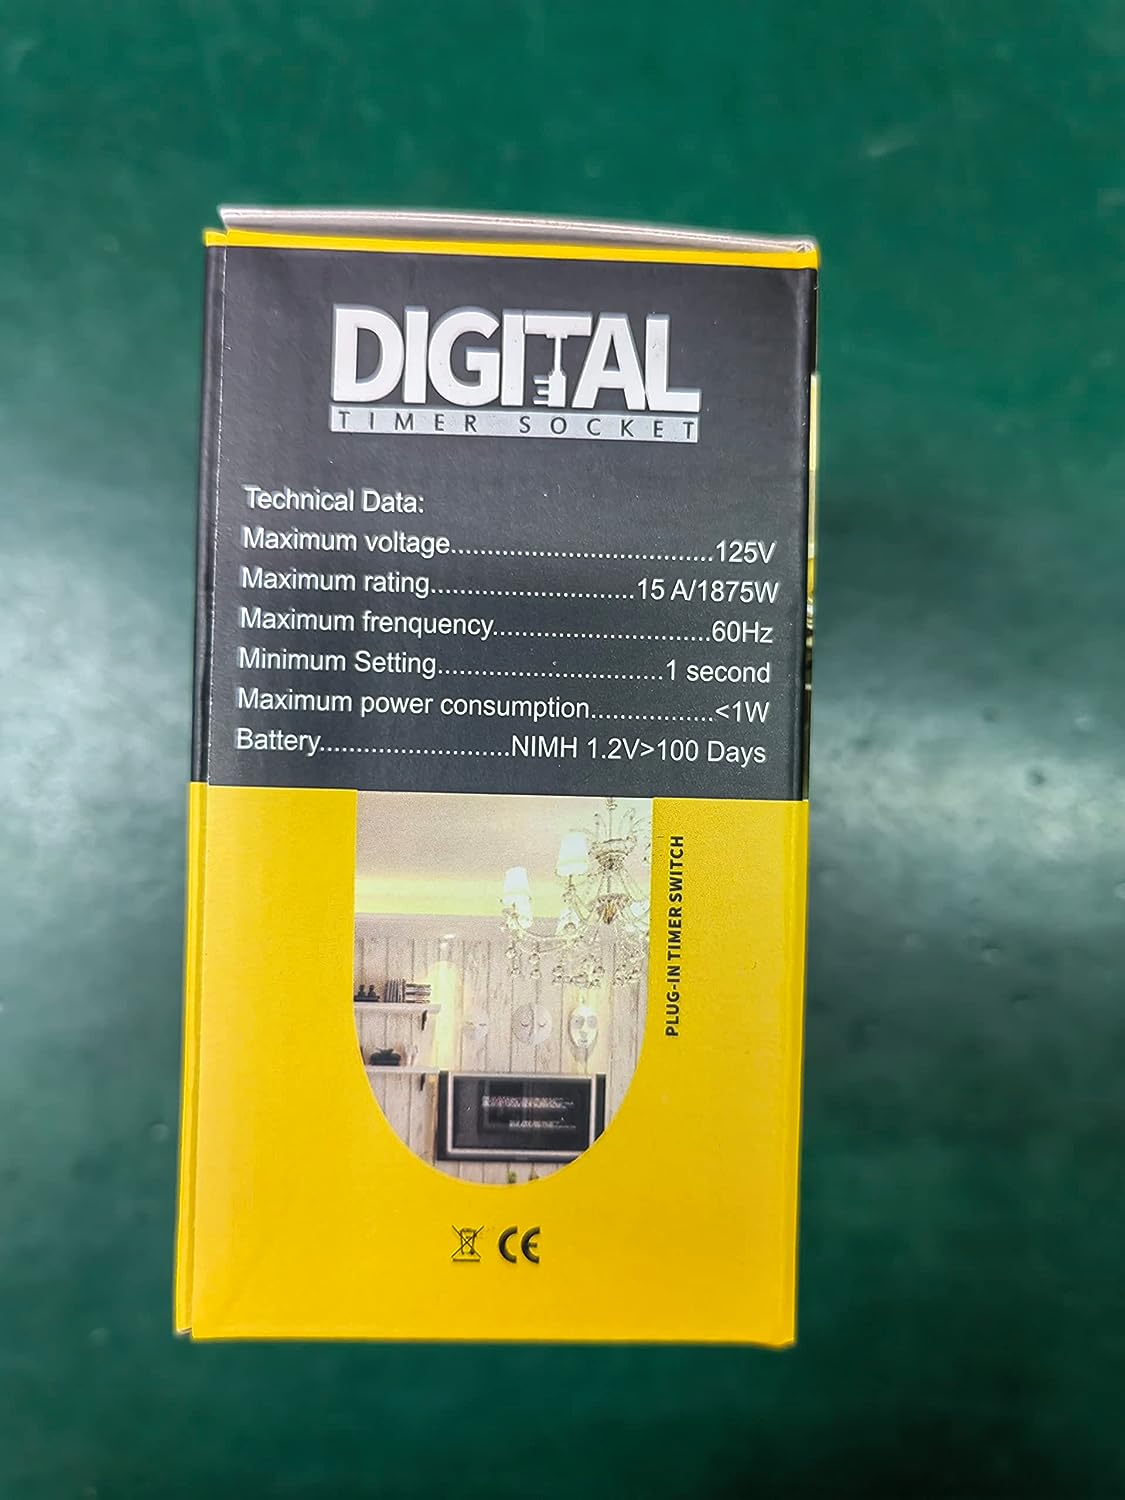 DIGITAL
TIMER SOCKET
Technical Data:
Maximum voltage...................................125V
Maximum rating...........................15 A/1875W
Maximum frenquency.............................60Hz
Minimum Setting..............................1 second
Maximum power consumption.................<1W
Battery..........................NIMH 1.2V>100 Days
PLUG-IN TIMER SWITCH
CE